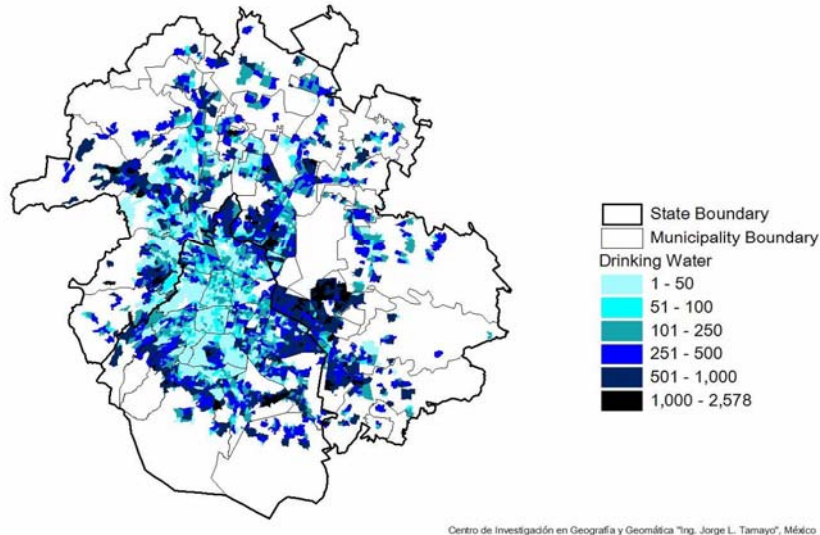 State Boundary
Municipality Boundary
Drinking Water
1 - 50
51 - 100
101 - 250
251 - 500
501 - 1,000
1,000 - 2,578
Centro de Investigación en Geografía y Geomática "Ing. Jorge L. Tamayo", México